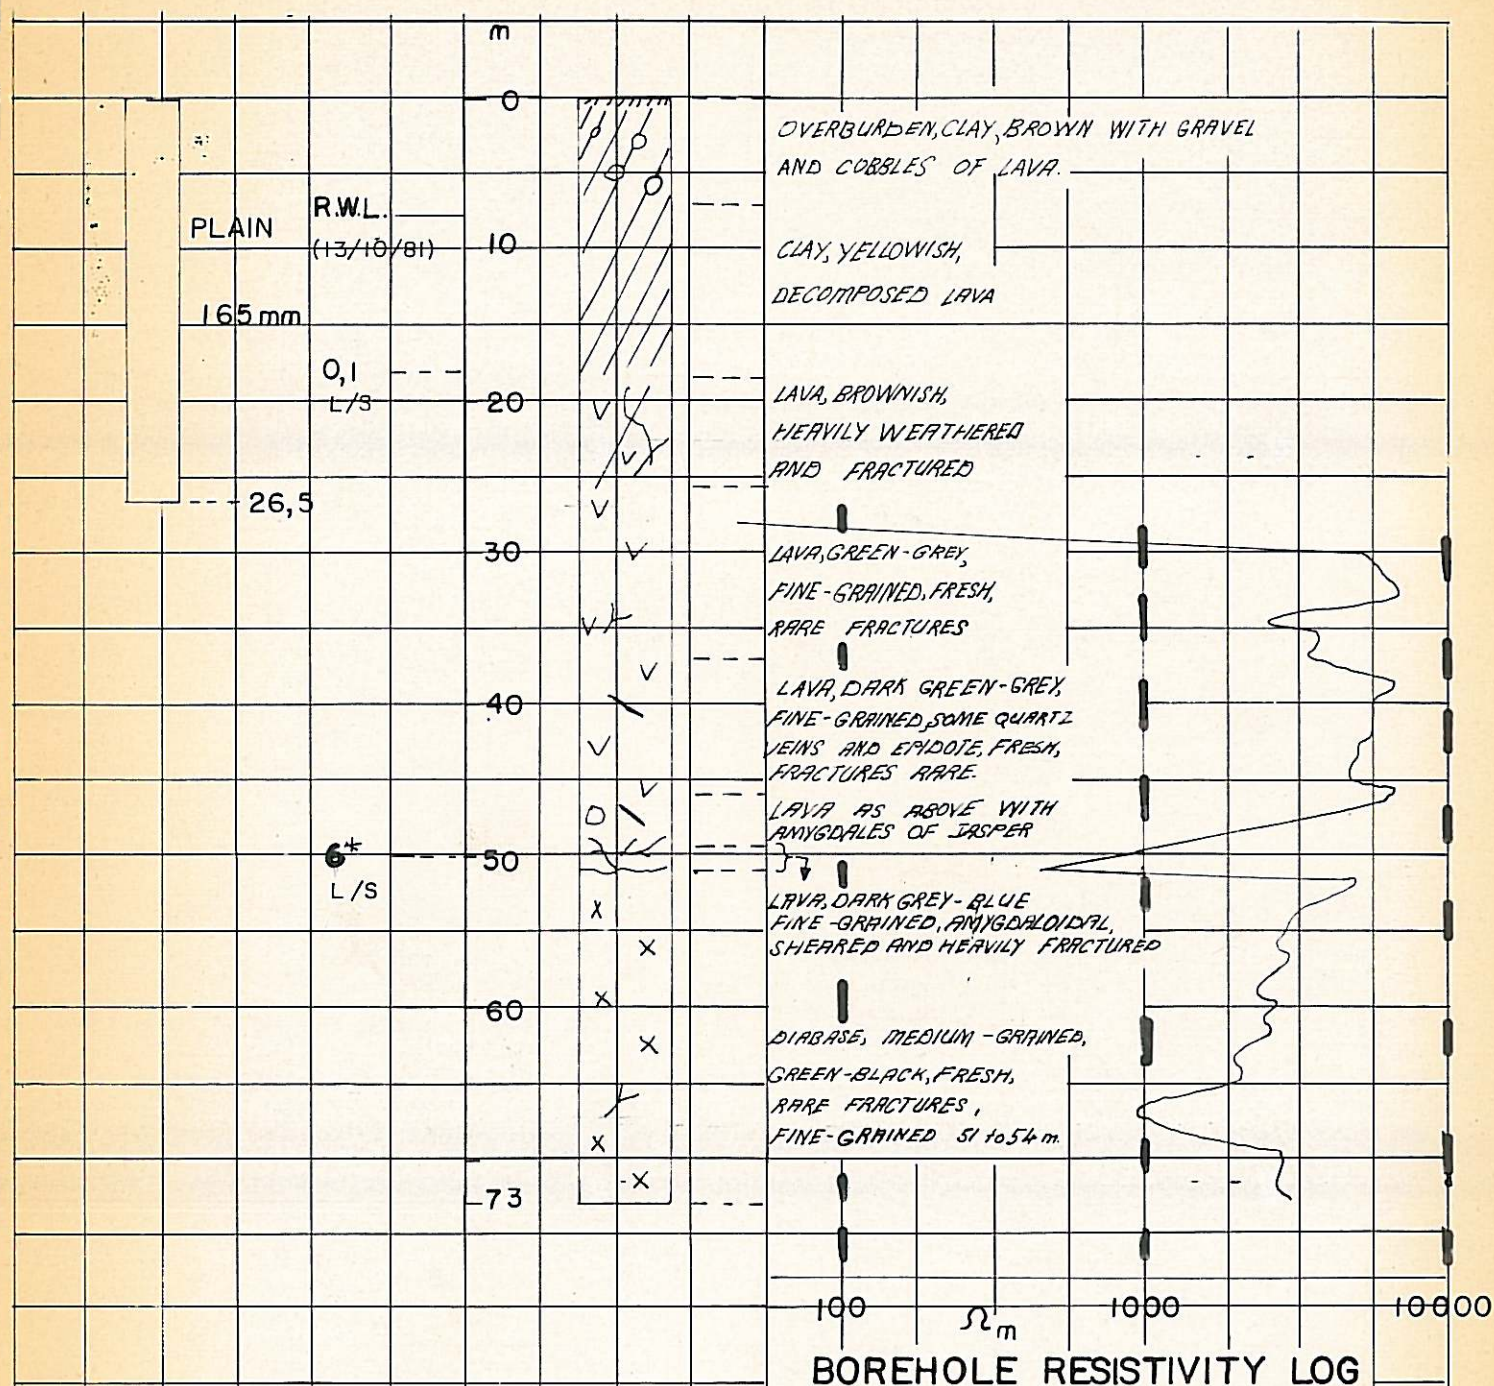 m
0
OVERBURDEN, CLAY, BROWN WITH GRAVEL
AND COBBLES OF LAVA.
R.W.L.
(13/10/81)
PLAIN
165 mm
10
CLAY, YELLOWISH,
DECOMPOSED LAVA
0,1
L/S
20
LAVA, BROWNISH,
HEAVILY WEATHERED
AND FRACTURED
26,5
30
LAVA, GREEN-GREY,
FINE-GRAINED, FRESH,
RARE FRACTURES
40
LAVA, DARK GREEN-GREY,
FINE-GRAINED, SOME QUARTZ
VEINS AND EPIDOTE, FRESH,
FRACTURES RARE.
LAVA AS ABOVE WITH
AMYGDALES OF JASPER
6*
L/S
50
LAVA, DARK GREY-BLUE
FINE-GRAINED, AMYGDALOIDAL,
SHEARED AND HEAVILY FRACTURED
60
DIABASE, MEDIUM-GRAINED,
GREEN-BLACK, FRESH,
RARE FRACTURES,
FINE-GRAINED 51 to 54 m.
73
100 1000 10000
Ωm
BOREHOLE RESISTIVITY LOG